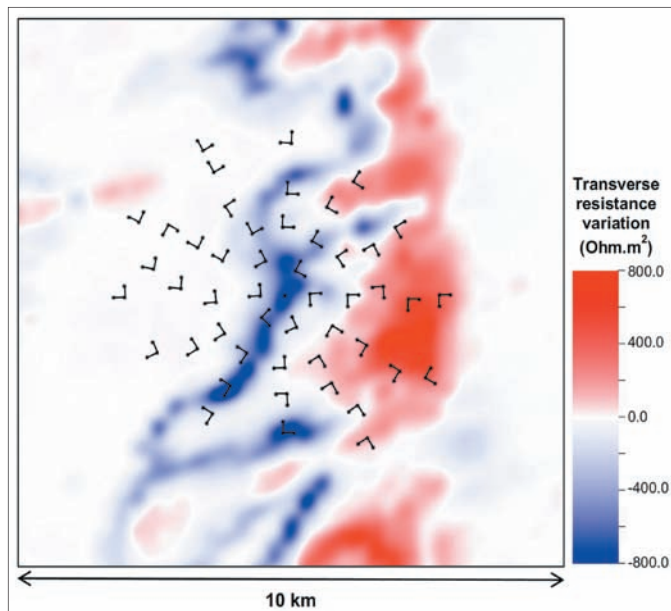 Transverse
resistance
variation
(Ohm.m²)
800.0
400.0
0.0
-400.0
-800.0
10 km